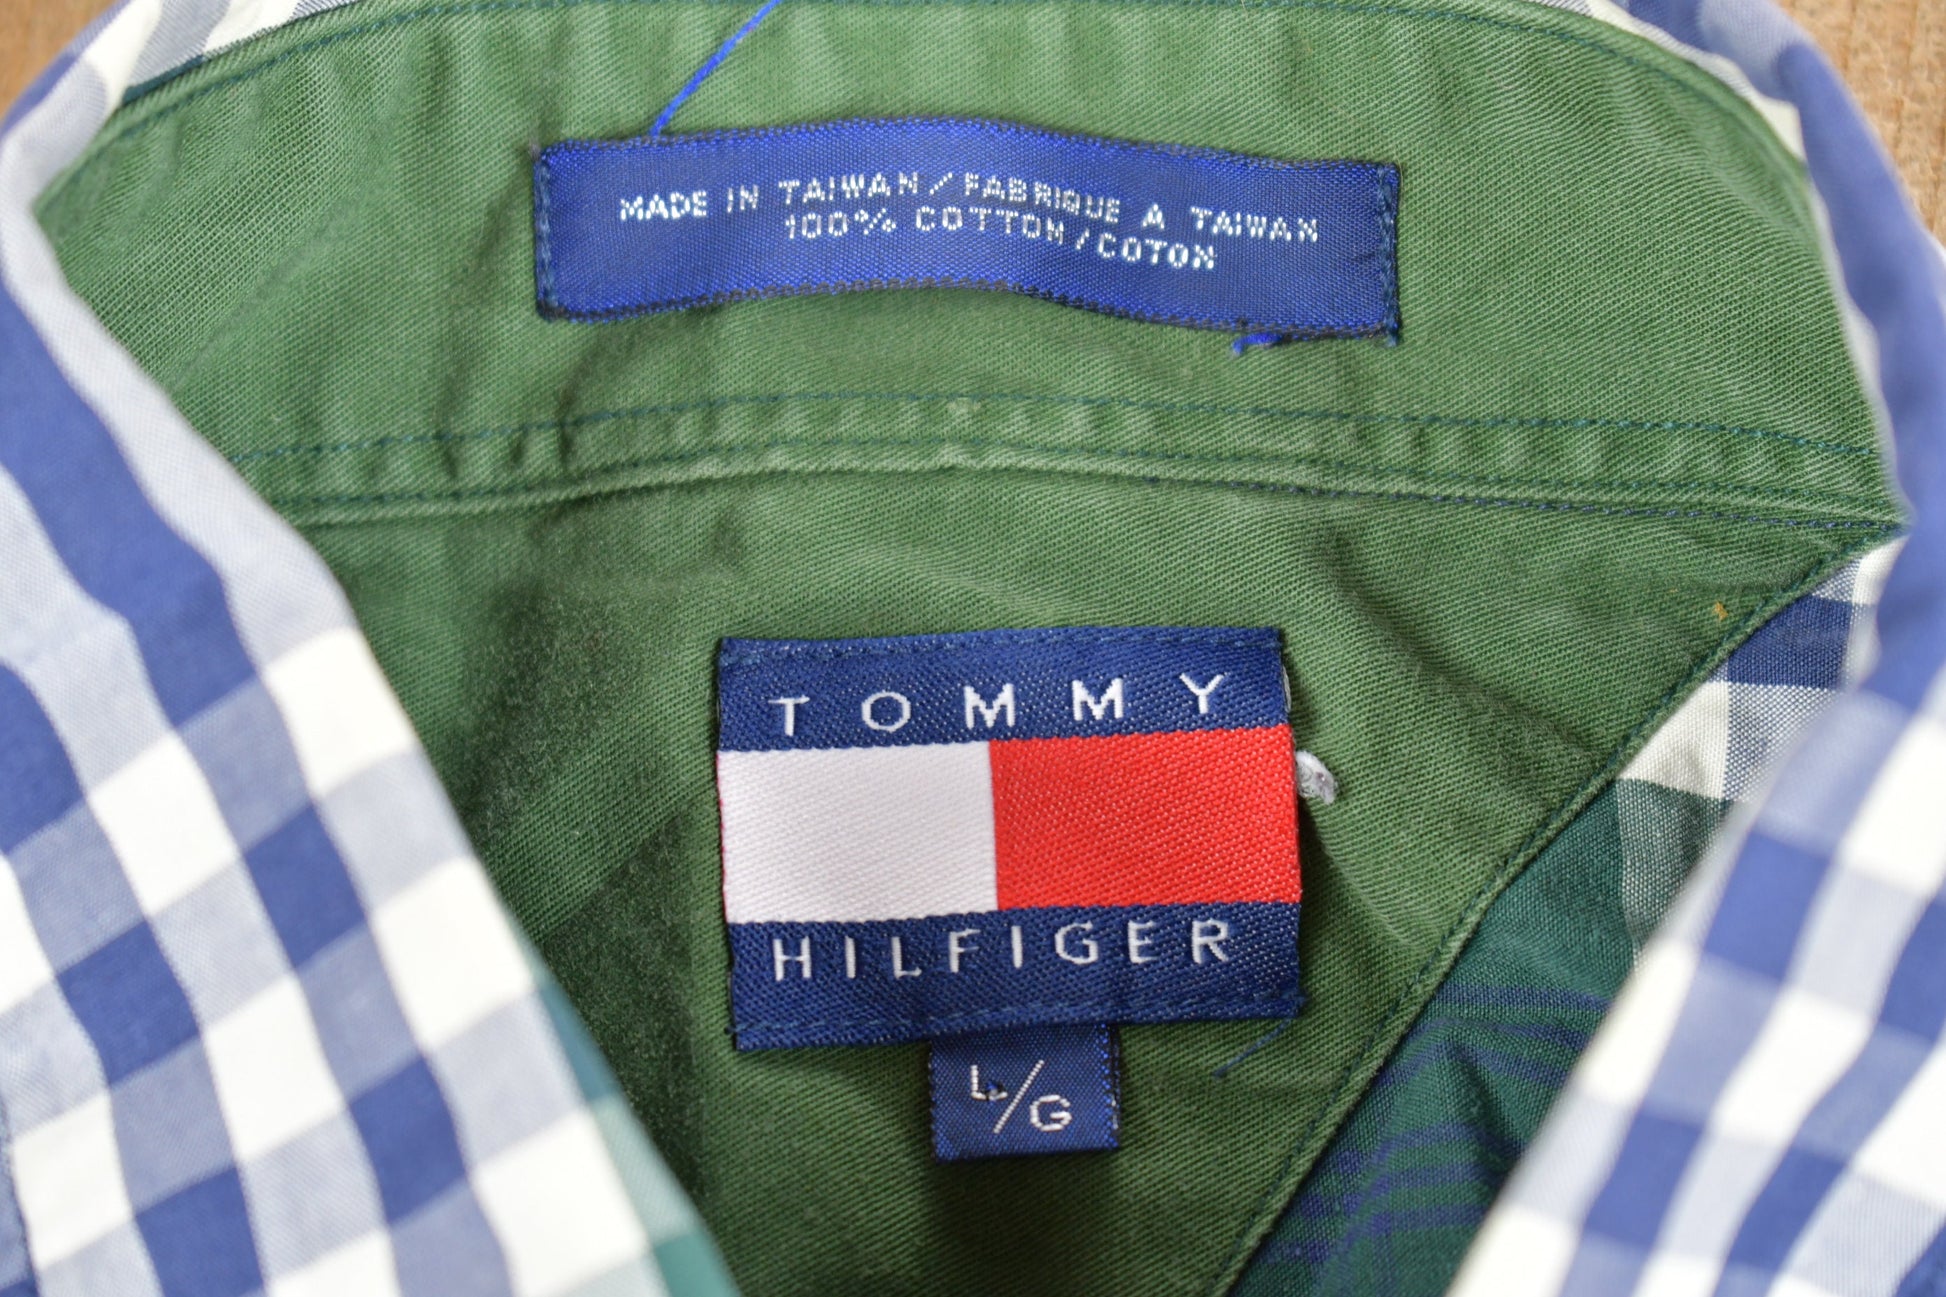 MADE IN TAIWAN / FABRIQUE A TAIWAN
100% COTTON / COTON
TOMMY
HILFIGER
L/G